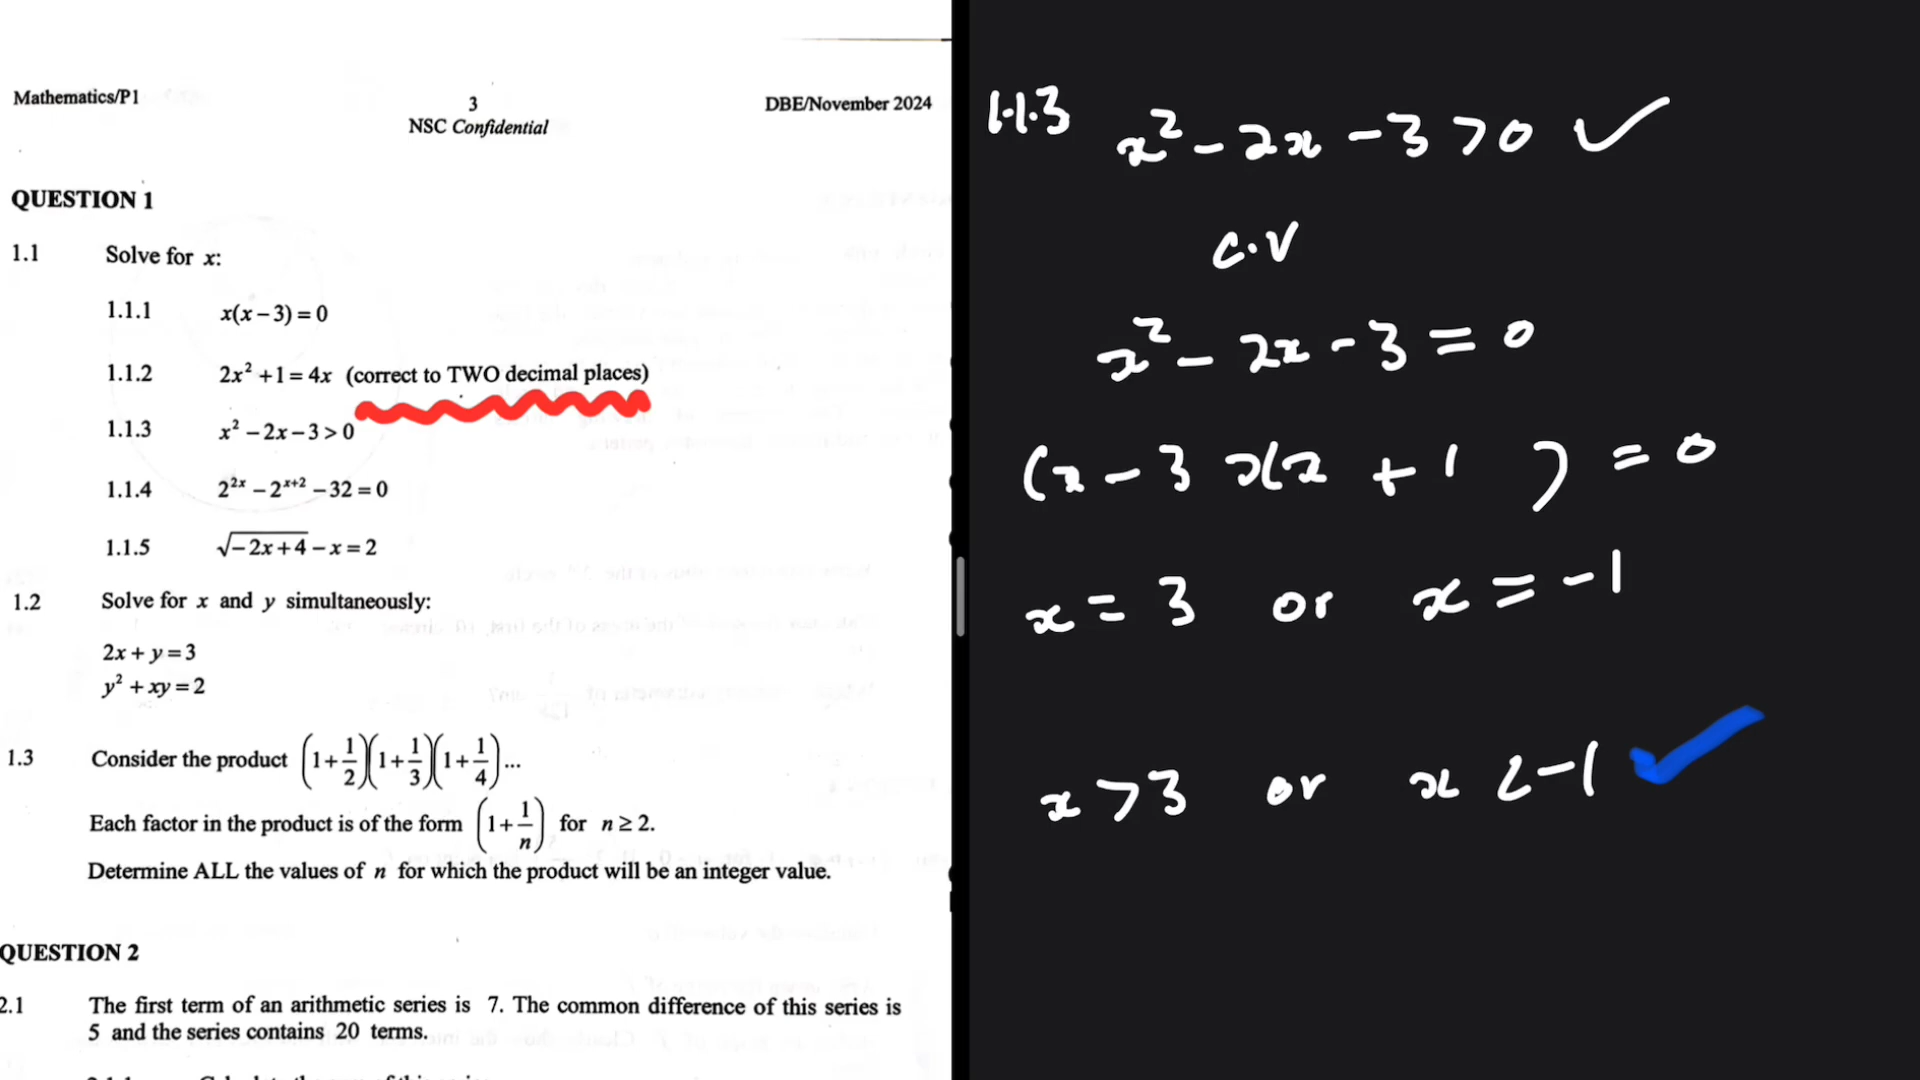 Mathematics/P1
3
NSC Confidential
DBE/November 2024
QUESTION 1
1.1 Solve for x:
1.1.1 x(x − 3) = 0
1.1.2 2x² + 1 = 4x (correct to TWO decimal places)
1.1.3 x² − 2x − 3 > 0
1.1.4 2²ˣ − 2ˣ⁺² − 32 = 0
1.1.5 √(−2x + 4) − x = 2
1.2 Solve for x and y simultaneously:
2x + y = 3
y² + xy = 2
1.3 Consider the product (1 + 1/2)(1 + 1/3)(1 + 1/4)...
Each factor in the product is of the form (1 + 1/n) for n ≥ 2.
Determine ALL the values of n for which the product will be an integer value.
QUESTION 2
2.1 The first term of an arithmetic series is 7. The common difference of this series is
5 and the series contains 20 terms.
1.1.3 x² − 2x − 3 > 0 ✓
C.V
x² − 2x − 3 = 0
(x − 3)(x + 1) = 0
x = 3 or x = −1
x > 3 or x < −1 ✓